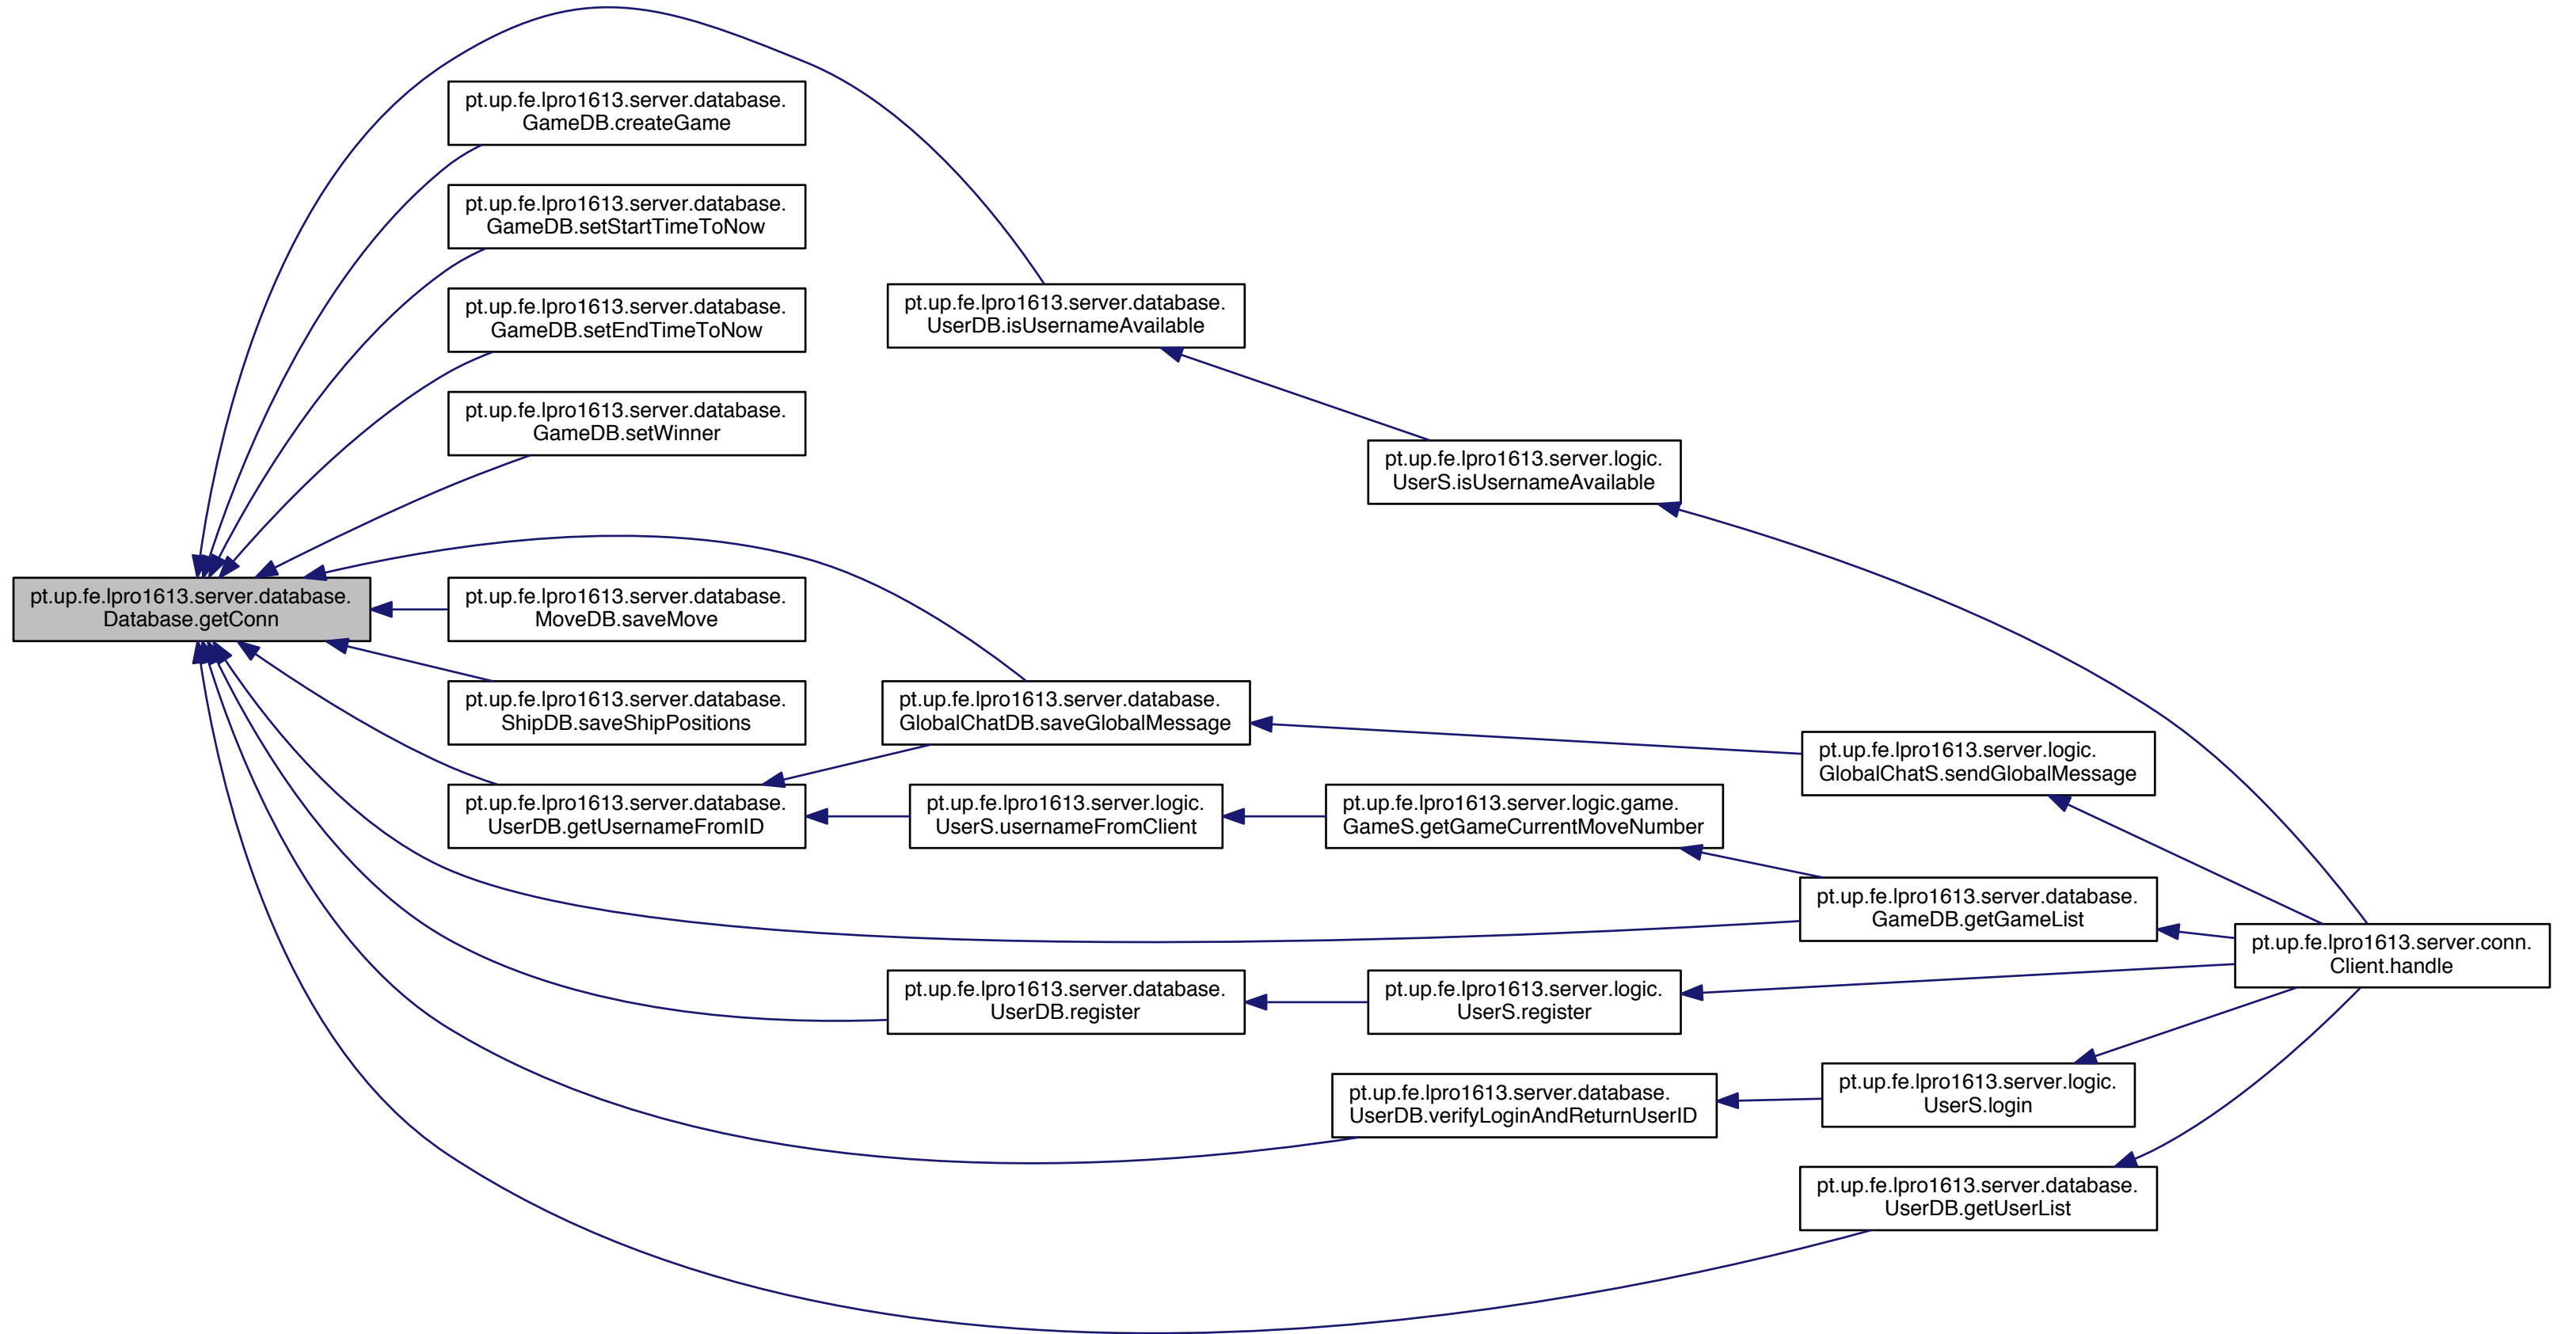 pt.up.fe.lpro1613.server.database.
GameDB.createGame
pt.up.fe.lpro1613.server.database.
GameDB.setStartTimeToNow
pt.up.fe.lpro1613.server.database.
GameDB.setEndTimeToNow
pt.up.fe.lpro1613.server.database.
UserDB.isUsernameAvailable
pt.up.fe.lpro1613.server.database.
GameDB.setWinner
pt.up.fe.lpro1613.server.logic.
UserS.isUsernameAvailable
pt.up.fe.lpro1613.server.database.
Database.getConn
pt.up.fe.lpro1613.server.database.
MoveDB.saveMove
pt.up.fe.lpro1613.server.database.
ShipDB.saveShipPositions
pt.up.fe.lpro1613.server.database.
GlobalChatDB.saveGlobalMessage
pt.up.fe.lpro1613.server.logic.
GlobalChatS.sendGlobalMessage
pt.up.fe.lpro1613.server.database.
UserDB.getUsernameFromID
pt.up.fe.lpro1613.server.logic.
UserS.usernameFromClient
pt.up.fe.lpro1613.server.logic.game.
GameS.getGameCurrentMoveNumber
pt.up.fe.lpro1613.server.database.
GameDB.getGameList
pt.up.fe.lpro1613.server.conn.
Client.handle
pt.up.fe.lpro1613.server.database.
UserDB.register
pt.up.fe.lpro1613.server.logic.
UserS.register
pt.up.fe.lpro1613.server.database.
UserDB.verifyLoginAndReturnUserID
pt.up.fe.lpro1613.server.logic.
UserS.login
pt.up.fe.lpro1613.server.database.
UserDB.getUserList